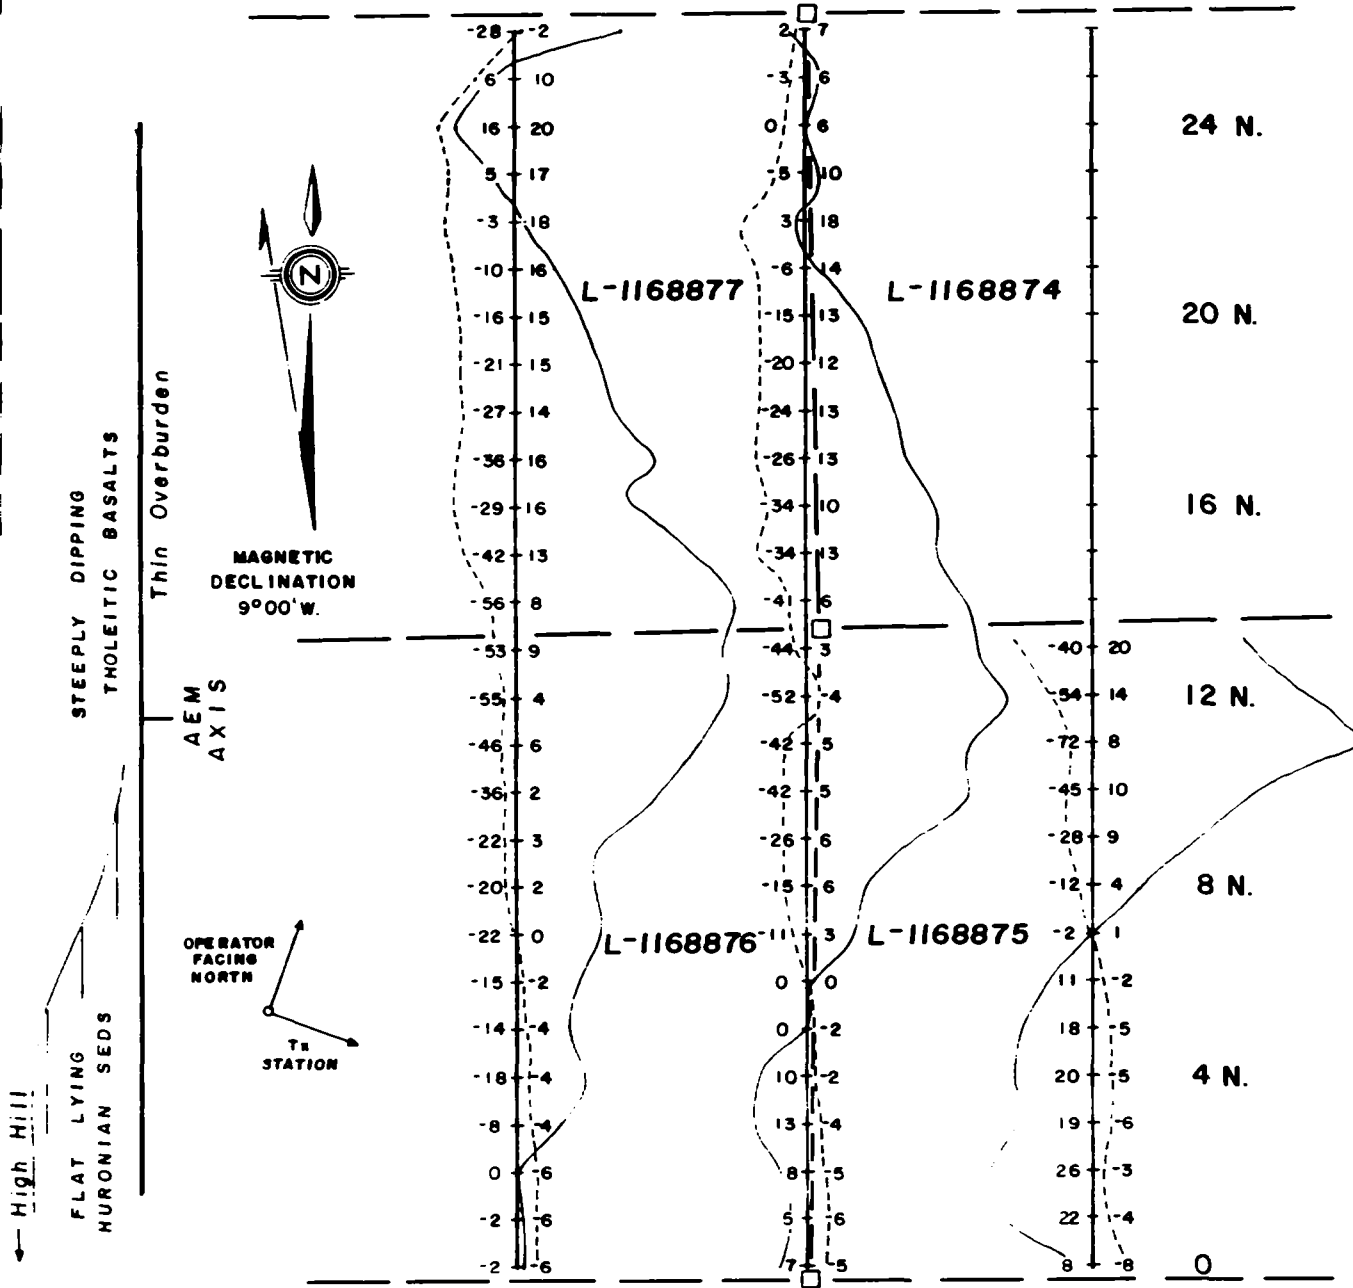 -28 -2
6 10
16 20
5 17
-3 18
-10 16
-16 15
-21 15
-27 14
-36 16
-29 16
-42 13
-56 8
-53 9
-55 4
-46 6
-36 2
-22 3
-20 2
-22 0
-15 -2
-14 -4
-18 -4
-8 -4
0 -6
-2 -6
-2 -6
2 7
-3 6
0 6
-5 10
3 18
-6 14
-15 13
-20 12
-24 13
-26 13
-34 10
-34 13
-41 6
-44 3
-52 -4
-42 5
-42 5
-26 6
-15 6
-11 3
0 0
0 -2
10 -2
13 -4
8 -5
5 -6
7 -5
-40 20
-54 14
-72 8
-45 10
-28 9
-12 4
-2 1
11 -2
18 -5
20 -5
19 -6
26 -3
22 -4
8 -8
24 N.
20 N.
16 N.
12 N.
8 N.
4 N.
0
L-1168877
L-1168874
L-1168876
L-1168875
N
MAGNETIC
DECLINATION
9°00'W.
STEEPLY DIPPING
THOLEITIC BASALTS
Thin Overburden
AEM
AXIS
OPERATOR
FACING
NORTH
Tx
STATION
High Hill
FLAT LYING
HURONIAN SEDS